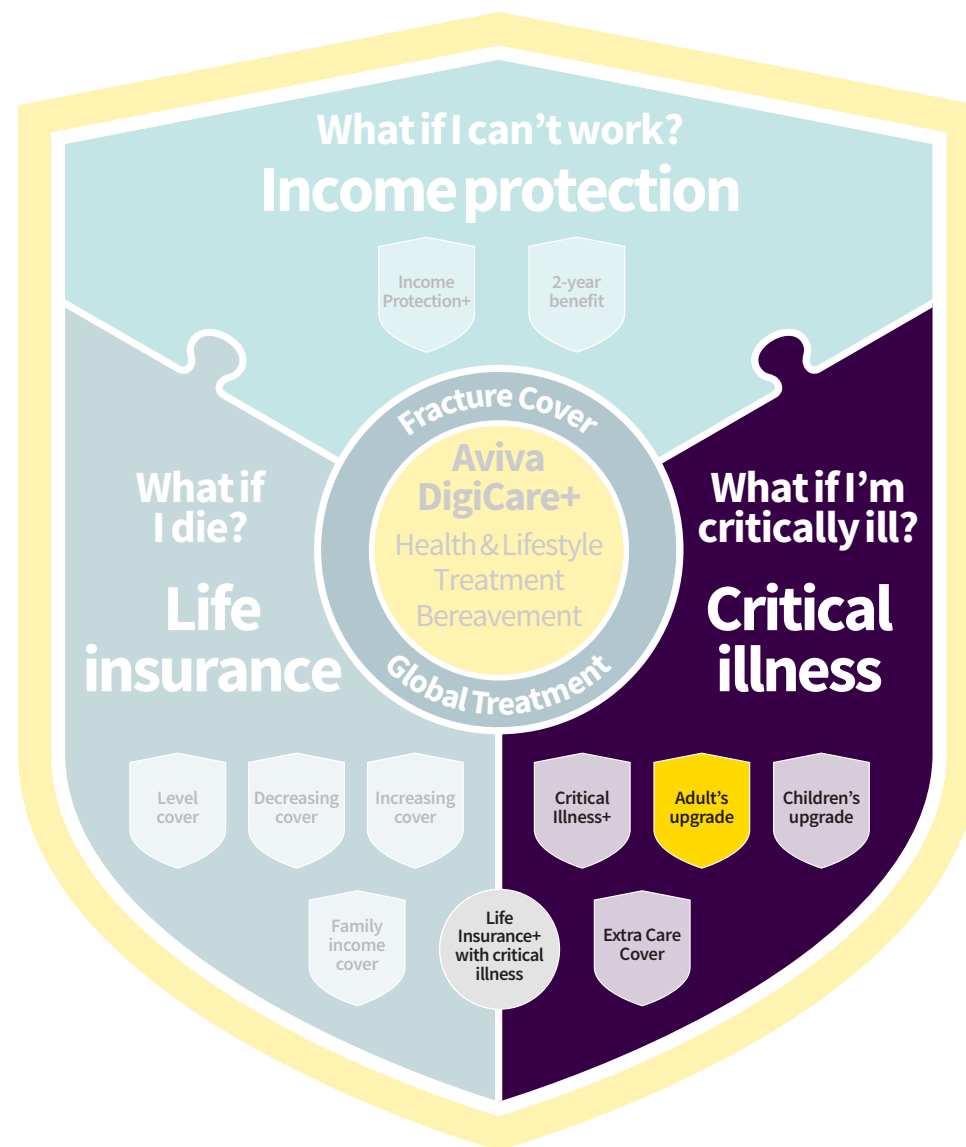 What if I can’t work?
Income protection
Income
Protection+
2-year
benefit
Fracture Cover
Aviva
DigiCare+
Health & Lifestyle
Treatment
Bereavement
Global Treatment
What if
I die?
Life
insurance
What if I’m
critically ill?
Critical
illness
Level
cover
Decreasing
cover
Increasing
cover
Critical
Illness+
Adult’s
upgrade
Children’s
upgrade
Family
income
cover
Life
Insurance+
with critical
illness
Extra Care
Cover